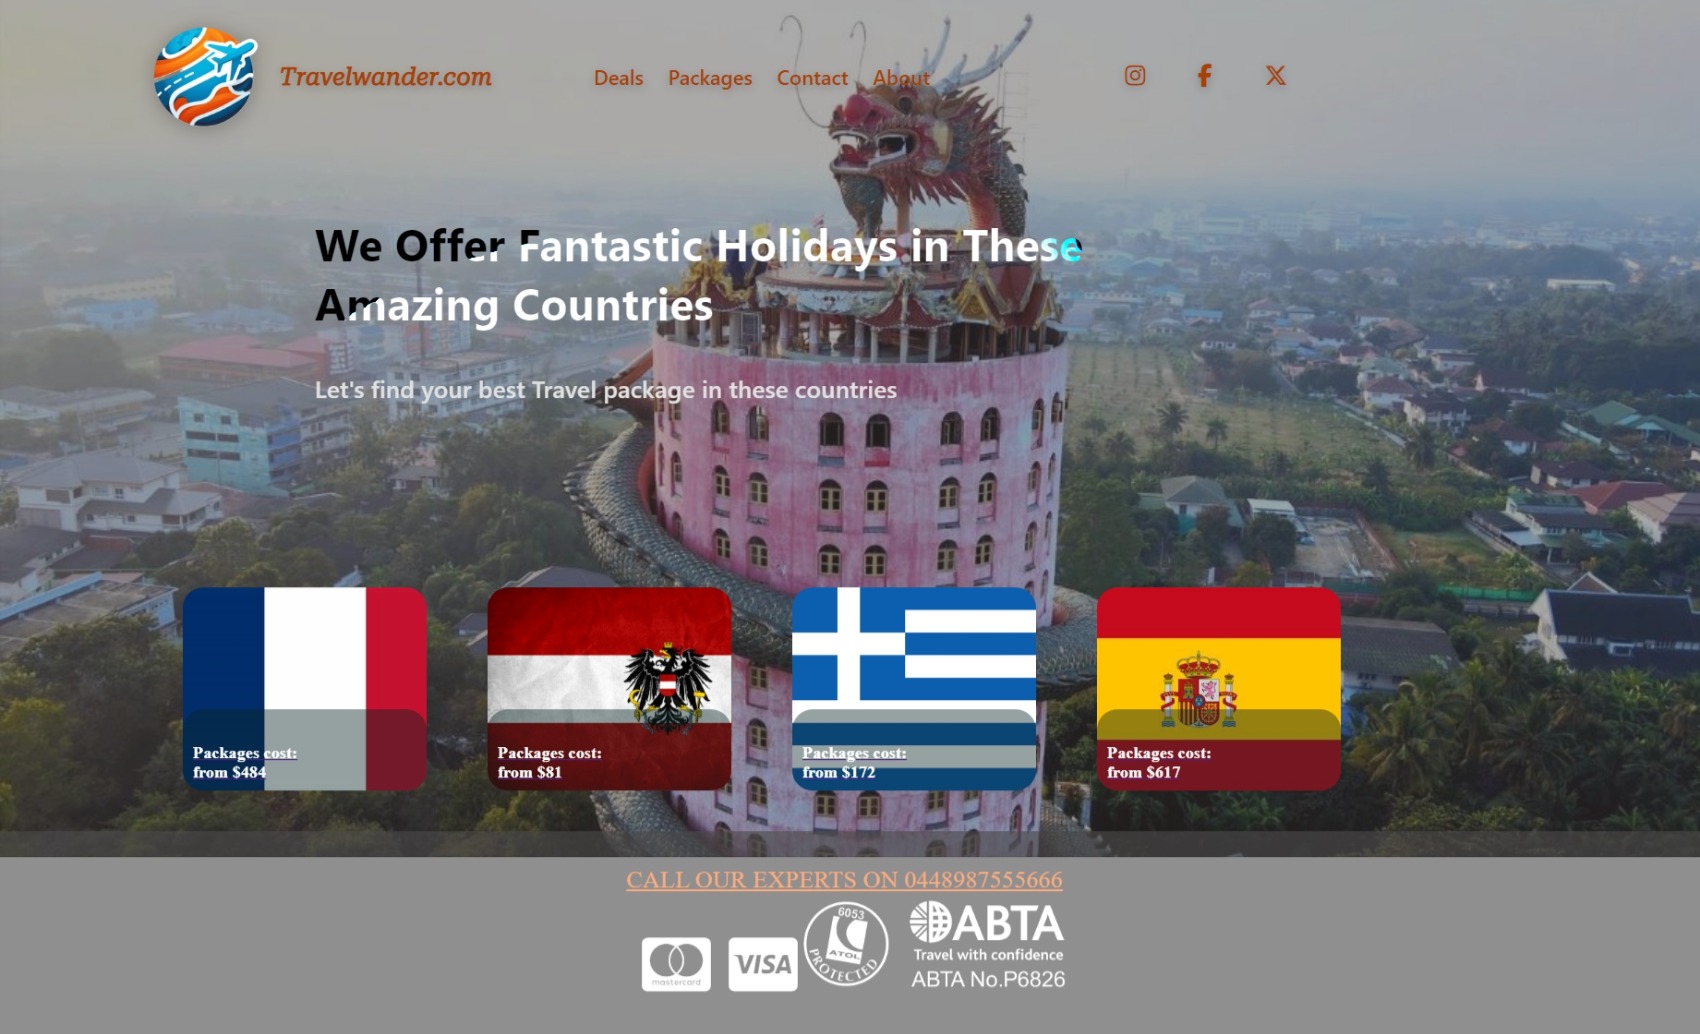 Travelwander.com
Deals Packages Contact About
We Offer Fantastic Holidays in These
Amazing Countries
Let's find your best Travel package in these countries
Packages cost:
from $484
Packages cost:
from $81
Packages cost:
from $172
Packages cost:
from $617
CALL OUR EXPERTS ON 0448987555666
mastercard
VISA
6053
ATOL
PROTECTED
ABTA
Travel with confidence
ABTA No.P6826